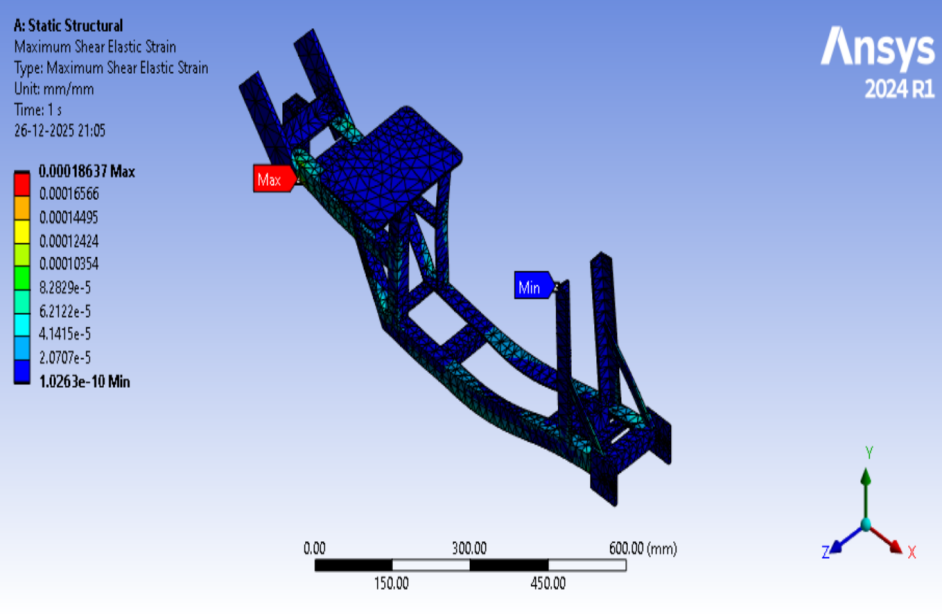 A: Static Structural
Maximum Shear Elastic Strain
Type: Maximum Shear Elastic Strain
Unit: mm/mm
Time: 1 s
26-12-2025 21:05
0.00018637 Max
0.00016566
0.00014495
0.00012424
0.00010354
8.2829e-5
6.2122e-5
4.1415e-5
2.0707e-5
1.0263e-10 Min
Ansys
2024 R1
Max
Min
0.00 300.00 600.00 (mm)
150.00 450.00
Y
Z X